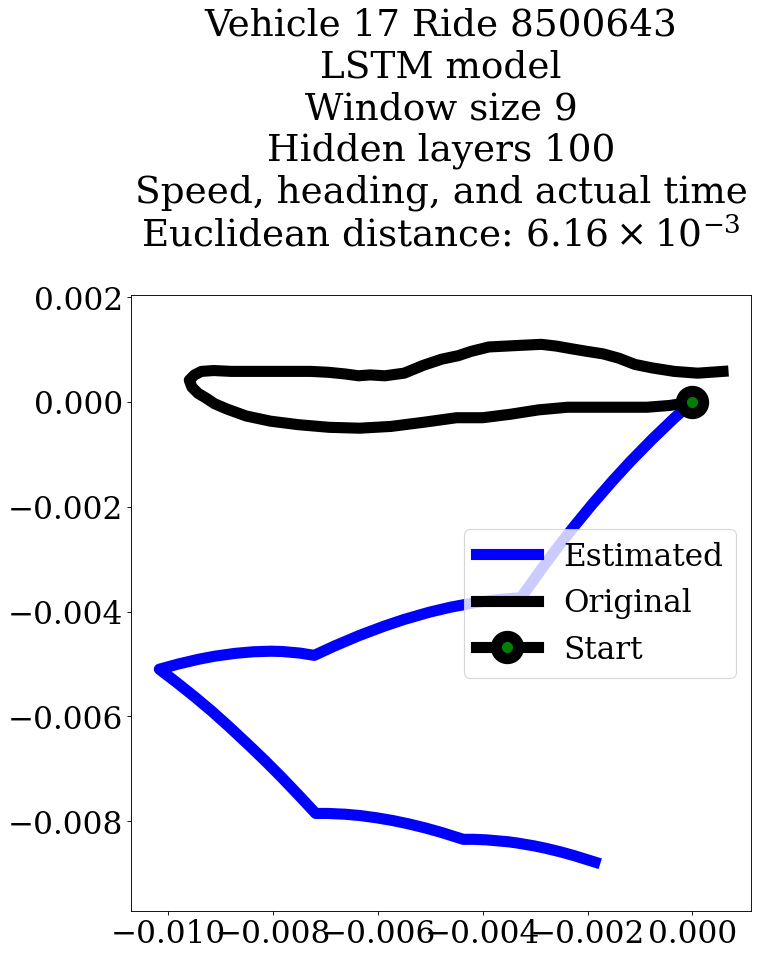 Vehicle 17 Ride 8500643
LSTM model
Window size 9
Hidden layers 100
Speed, heading, and actual time
Euclidean distance: 6.16 × 10⁻³
0.002
0.000
−0.002
−0.004
−0.006
−0.008
Estimated
Original
Start
−0.010 −0.008 −0.006 −0.004 −0.002 0.000